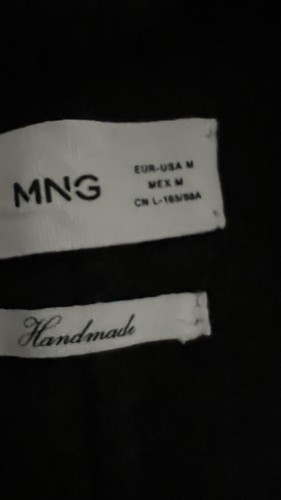 MNG
EUR-USA M
MEX M
CN L-165/88A
Handmade